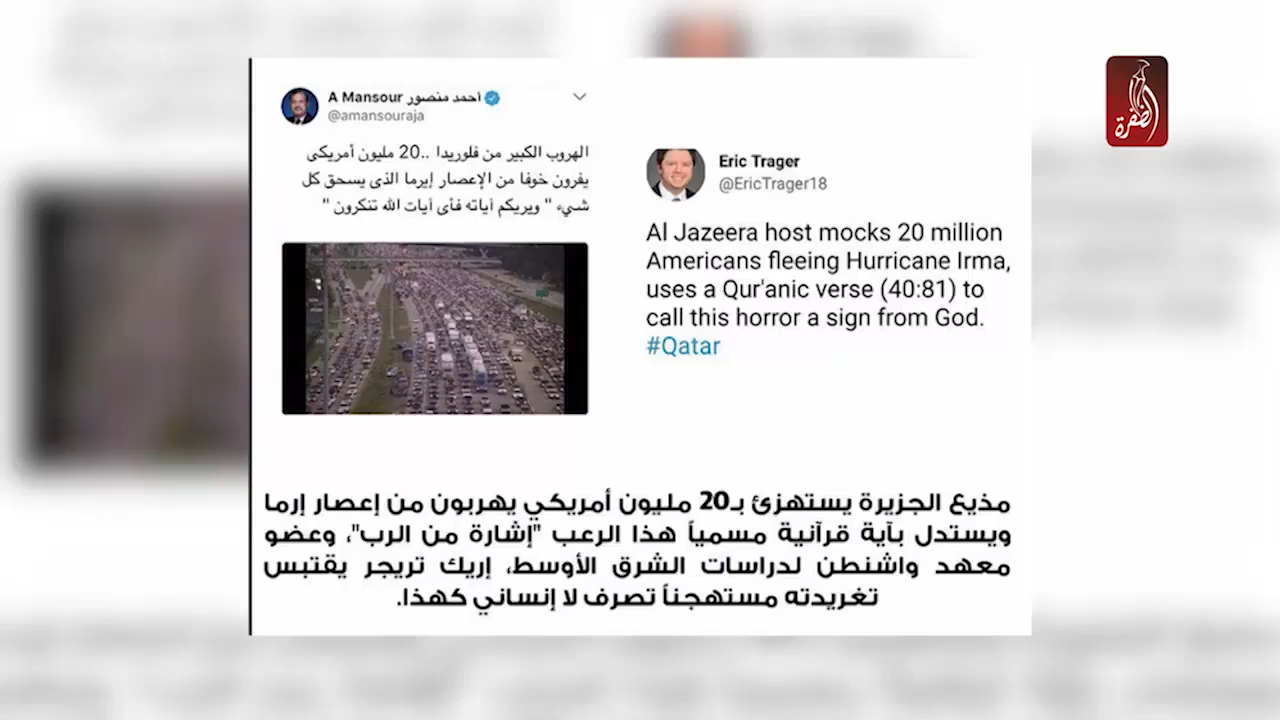 A Mansour أحمد منصور
@amansouraja
الهروب الكبير من فلوريدا ..20 مليون أمريكى
يفرون خوفا من الإعصار إيرما الذى يسحق كل
شيء " ويريكم أياته فأى أيات الله تنكرون "
Eric Trager
@EricTrager18
Al Jazeera host mocks 20 million
Americans fleeing Hurricane Irma,
uses a Qur'anic verse (40:81) to
call this horror a sign from God.
#Qatar
مذيع الجزيرة يستهزئ بـ20 مليون أمريكي يهربون من إعصار إرما
ويستدل بآية قرآنية مسمياً هذا الرعب "إشارة من الرب"، وعضو
معهد واشنطن لدراسات الشرق الأوسط، إريك تريجر يقتبس
تغريدته مستهجناً تصرف لا إنساني كهذا.
الظفرة